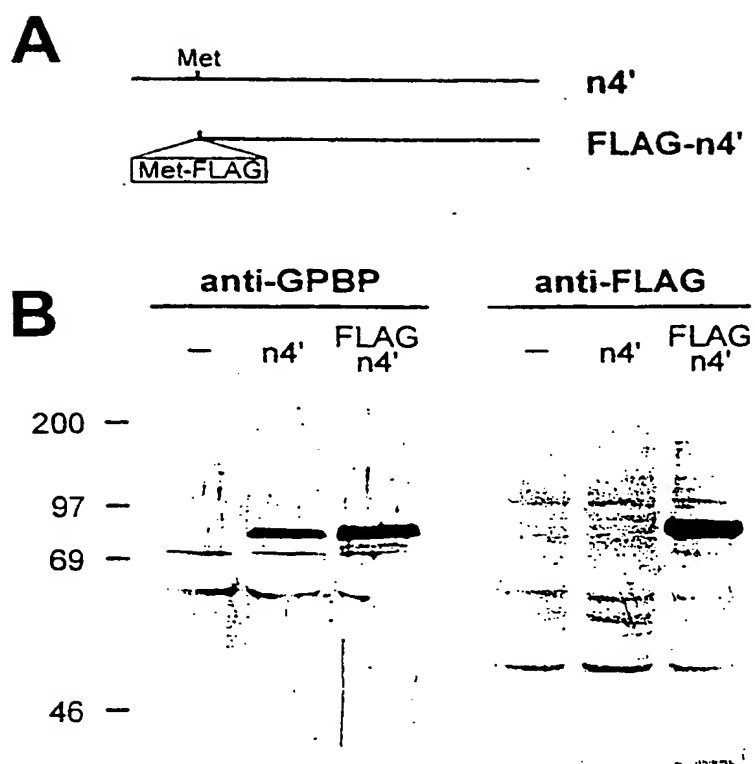 A
Met
n4'
FLAG-n4'
Met-FLAG
B
anti-GPBP
anti-FLAG
– n4' FLAG n4'
– n4' FLAG n4'
200
97
69
46